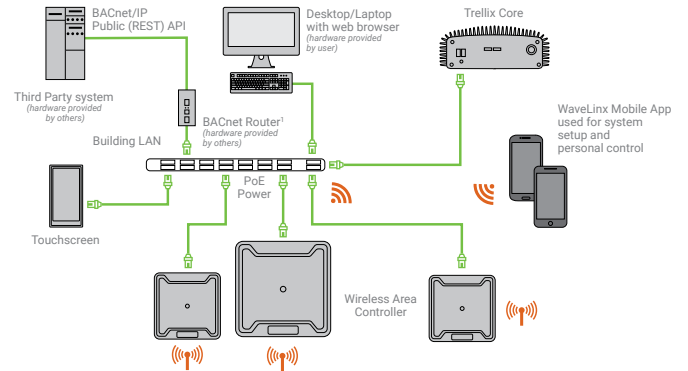 BACnet/IP
Public (REST) API
Desktop/Laptop
with web browser
(hardware provided
by user)
Trellix Core
Third Party system
(hardware provided
by others)
BACnet Router1
(hardware provided
by others)
Building LAN
WaveLinx Mobile App
used for system
setup and
personal control
PoE
Power
Touchscreen
Wireless Area
Controller